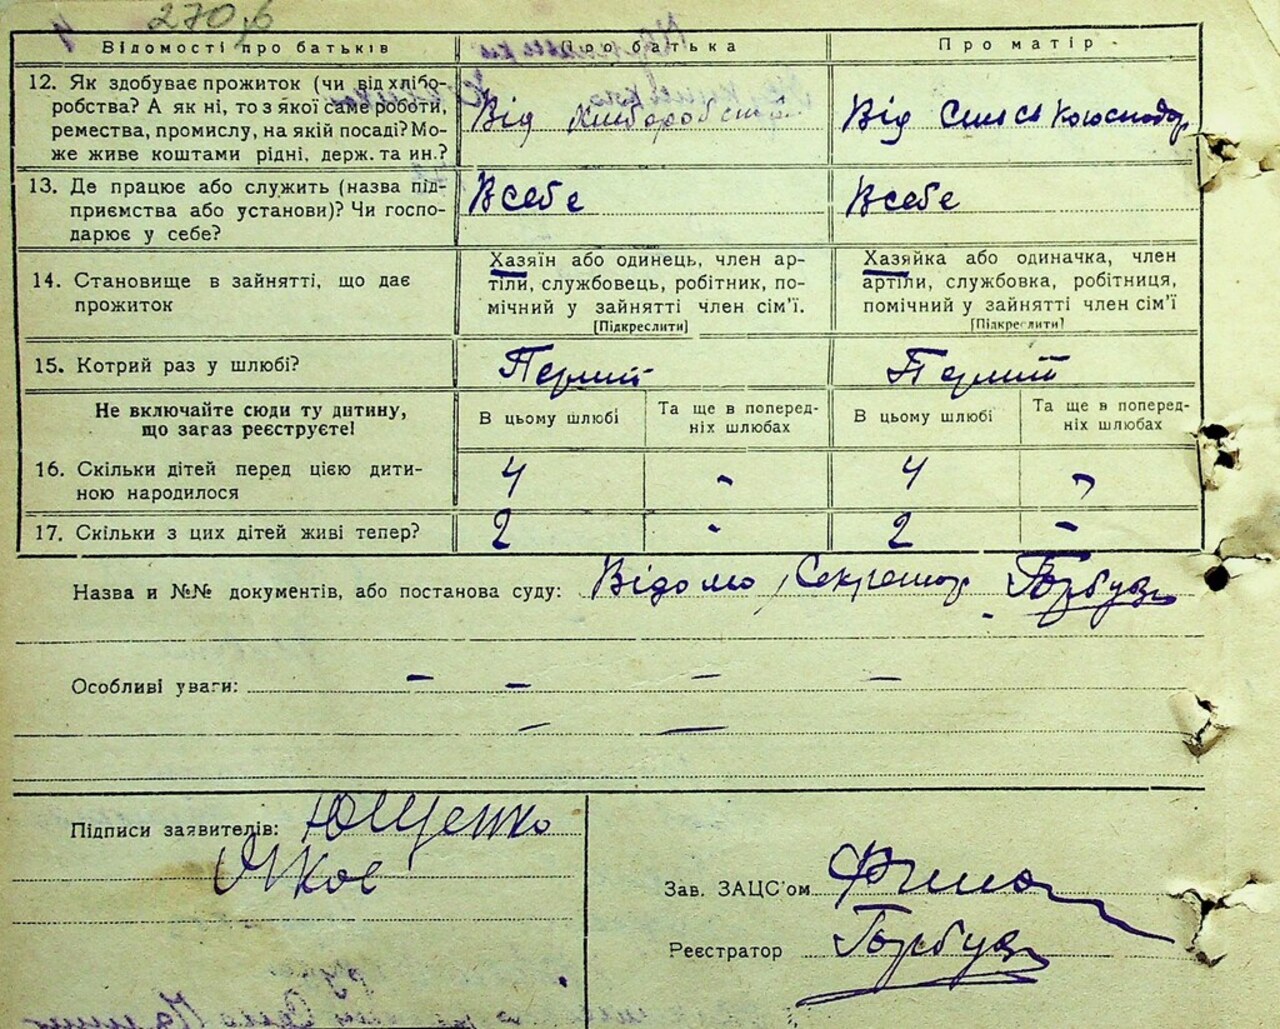 270,б
Відомості про батьків Про батька Про матір
12. Як здобуває прожиток (чи від хлібо-
робства? А як ні, то з якої саме роботи,
ремества, промислу, на якій посаді? Мо-
же живе коштами рідні, держ. та ин.?
Від хлиборобства
Від
13. Де працює або служить (назва під-
приємства або установи)? Чи госпо-
дарює у себе?
В себе
В себе
14. Становище в зайнятті, що дає
прожиток
Хазяїн або одинець, член ар-
тіли, службовець, робітник, по-
мічний у зайнятті член сім'ї.
[Підкреслити]
Хазяйка або одиначка, член
артіли, службовка, робітниця,
помічний у зайнятті член сім'ї
[Підкреслити]
15. Котрий раз у шлюбі?
Перший
Перший
Не включайте сюди ту дитину,
що загаз реєструєте!
В цьому шлюбі
Та ще в поперед-
ніх шлюбах
В цьому шлюбі
Та ще в поперед-
ніх шлюбах
16. Скільки дітей перед цією дити-
ною народилося
4 - 4 -
17. Скільки з цих дітей живі тепер?
2 - 2 -
Назва и №№ документів, або постанова суду: Відомо, Секретар
Особливі уваги: - - - -
- -
Підписи заявителів: Ющенко
Зав. ЗАЦС'ом
Реєстратор